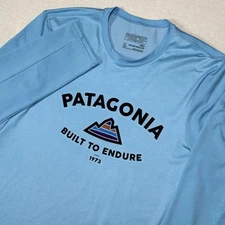 PATAGONIA
BUILT TO ENDURE
1973